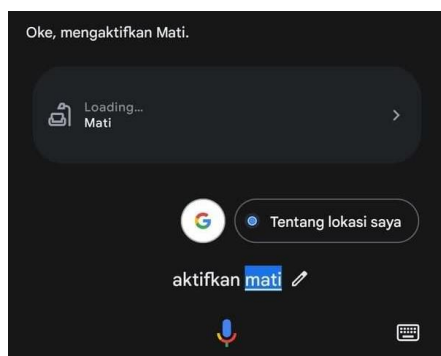 Oke, mengaktifkan Mati.
Loading...
Mati
Tentang lokasi saya
aktifkan mati